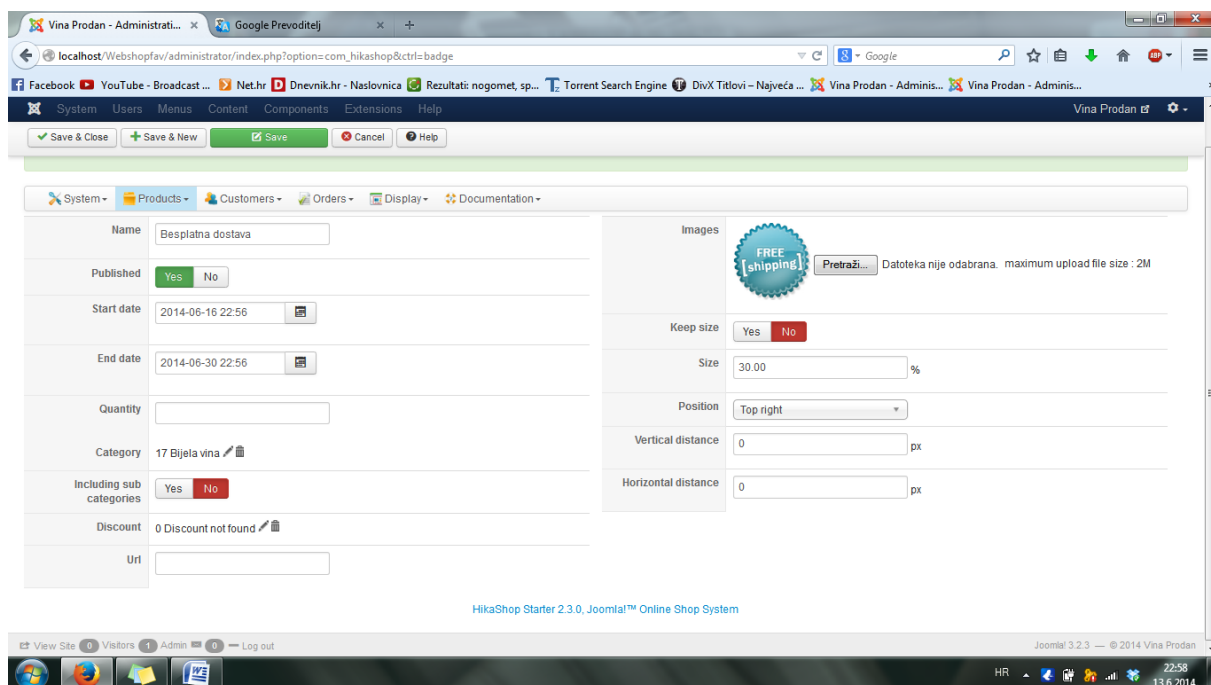 Vina Prodan - Administrati... × Google Prevoditelj × +
localhost/Webshopfav/administrator/index.php?option=com_hikashop&ctrl=badge
8 - Google
ABP
Facebook YouTube - Broadcast ... Net.hr Dnevnik.hr - Naslovnica Rezultati: nogomet, sp... Torrent Search Engine DivX Titlovi – Najveća ... Vina Prodan - Adminis... Vina Prodan - Adminis...
System Users Menus Content Components Extensions Help Vina Prodan
Save & Close Save & New Save Cancel Help
System Products Customers Orders Display Documentation
Name Besplatna dostava
Published Yes No
Start date 2014-06-16 22:56
End date 2014-06-30 22:56
Quantity
Category 17 Bijela vina
Including sub
categories Yes No
Discount 0 Discount not found
Url
Images
FREE
[shipping]
Pretraži... Datoteka nije odabrana. maximum upload file size : 2M
Keep size Yes No
Size 30.00 %
Position Top right
Vertical distance 0 px
Horizontal distance 0 px
HikaShop Starter 2.3.0, Joomla!™ Online Shop System
View Site 0 Visitors 1 Admin 0 Log out Joomla! 3.2.3 — © 2014 Vina Prodan
HR 22:58
13.6.2014